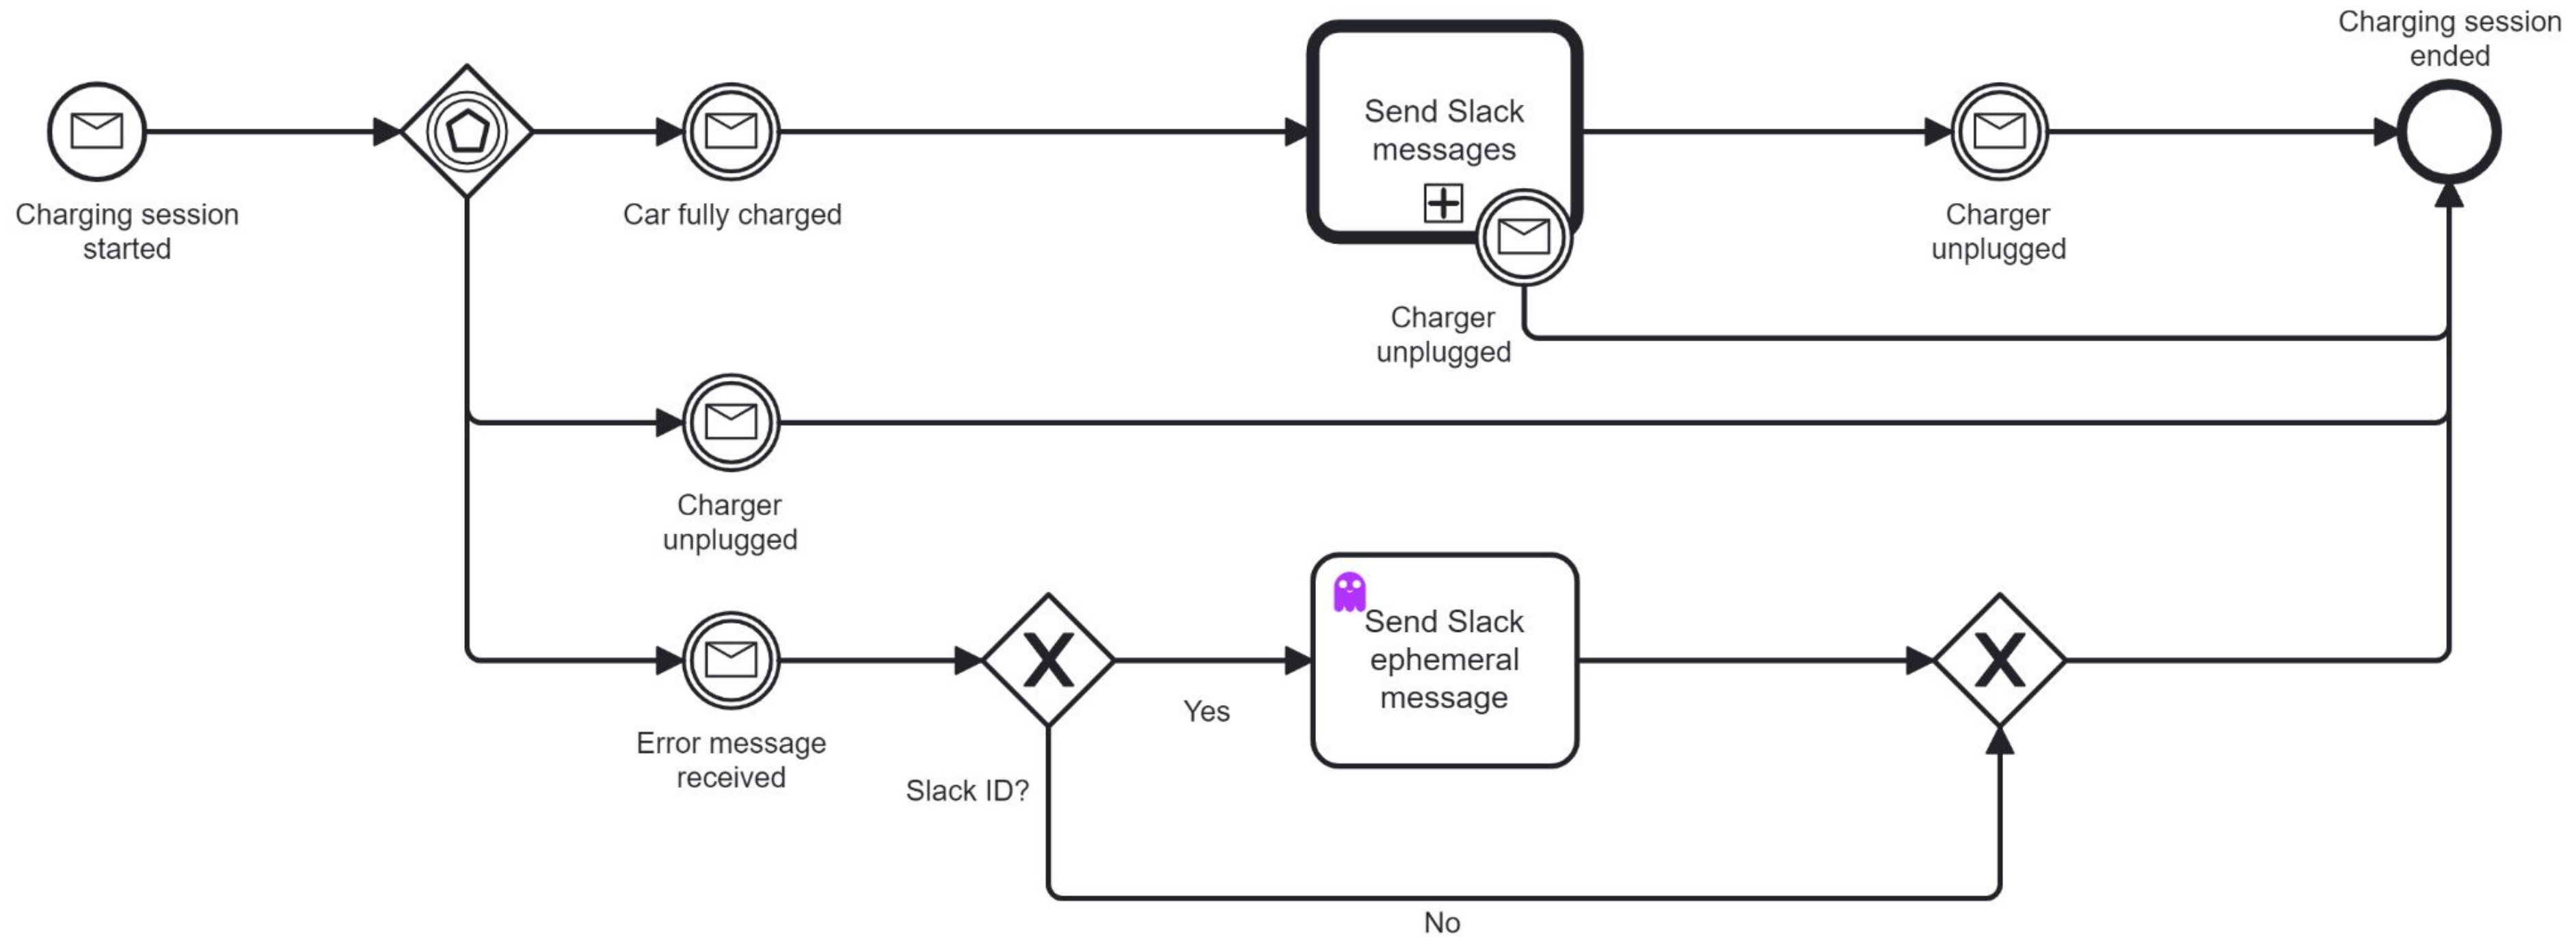 Charging session
ended
Send Slack
messages
Charging session
started
Car fully charged
Charger
unplugged
Charger
unplugged
Charger
unplugged
Send Slack
ephemeral
message
Yes
Error message
received
Slack ID?
No